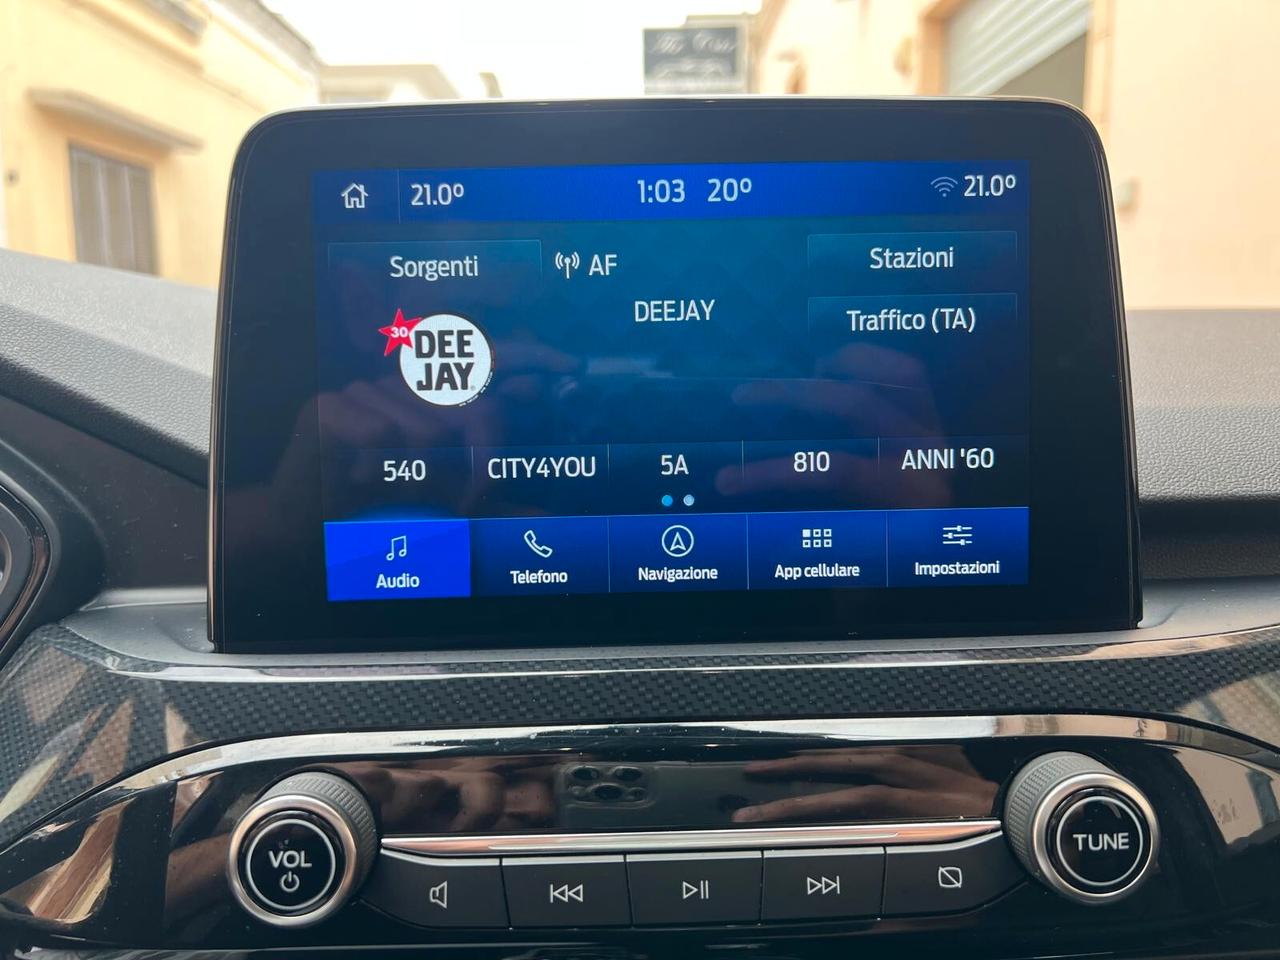 21.0° 1:03 20° 21.0°
Sorgenti AF Stazioni
DEEJAY
Traffico (TA)
30
DEE
JAY
540 CITY4YOU 5A 810 ANNI '60
Audio Telefono Navigazione App cellulare Impostazioni
VOL
TUNE